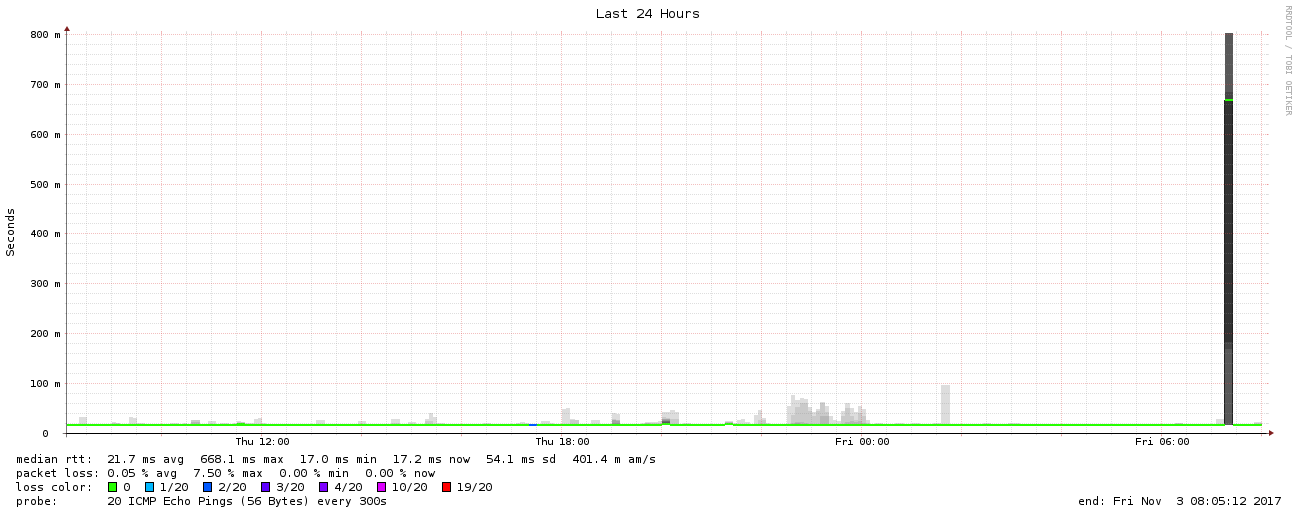 Last 24 Hours
RRDTOOL / TOBI OETIKER
800 m
700 m
600 m
500 m
400 m
300 m
200 m
100 m
0
Seconds
Thu 12:00 Thu 18:00 Fri 00:00 Fri 06:00
median rtt: 21.7 ms avg 668.1 ms max 17.0 ms min 17.2 ms now 54.1 ms sd 401.4 m am/s
packet loss: 0.05 % avg 7.50 % max 0.00 % min 0.00 % now
loss color: 0 1/20 2/20 3/20 4/20 10/20 19/20
probe: 20 ICMP Echo Pings (56 Bytes) every 300s end: Fri Nov 3 08:05:12 2017